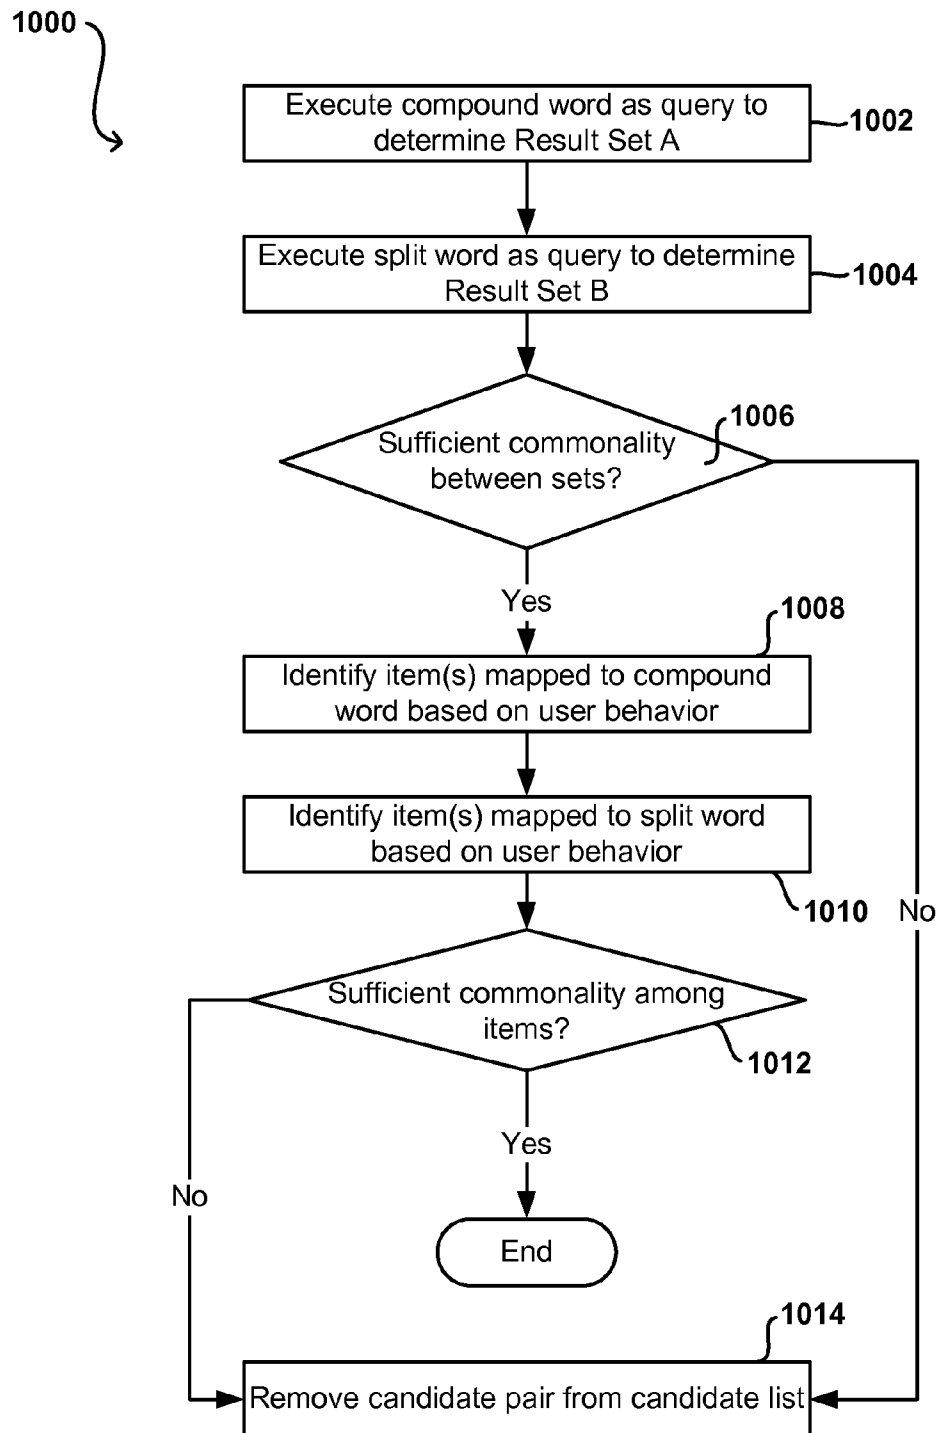 1000
Execute compound word as query to
determine Result Set A
1002
Execute split word as query to determine
Result Set B
1004
1006
Sufficient commonality
between sets?
Yes
1008
Identify item(s) mapped to compound
word based on user behavior
Identify item(s) mapped to split word
based on user behavior
1010
No
Sufficient commonality among
items?
1012
Yes
No
End
1014
Remove candidate pair from candidate list